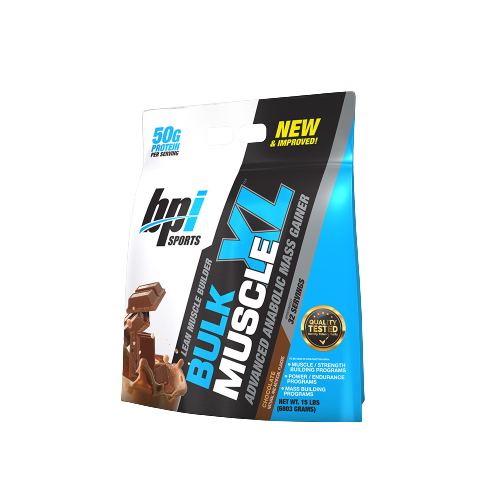 50G
PROTEIN
PER SERVING
NEW
& IMPROVED!
bpi
SPORTS
LEAN MUSCLE BUILDER
BULK
MUSCLE XL
ADVANCED ANABOLIC MASS GAINER
32 SERVINGS
QUALITY
TESTED
• MUSCLE / STRENGTH
BUILDING PROGRAMS
• POWER / ENDURANCE
PROGRAMS
• MASS BUILDING
PROGRAMS
CHOCOLATE
NET WT. 15 LBS
(6803 GRAMS)